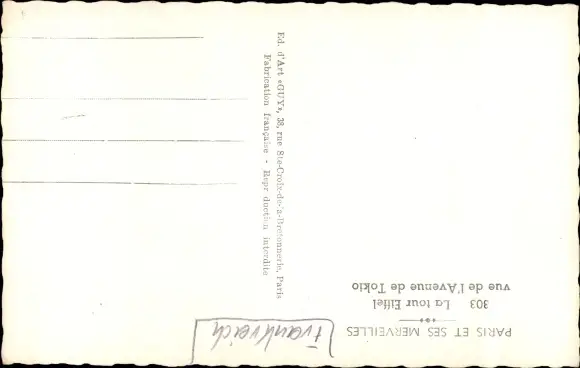 PARIS ET SES MERVEILLES
303 La tour Eiffel
vue de l'Avenue de Tokio
Ed. d'Art «GUY», 38, rue Ste-Croix-de-la-Bretonnerie, Paris
Fabrication française - Reproduction interdite
Frankreich